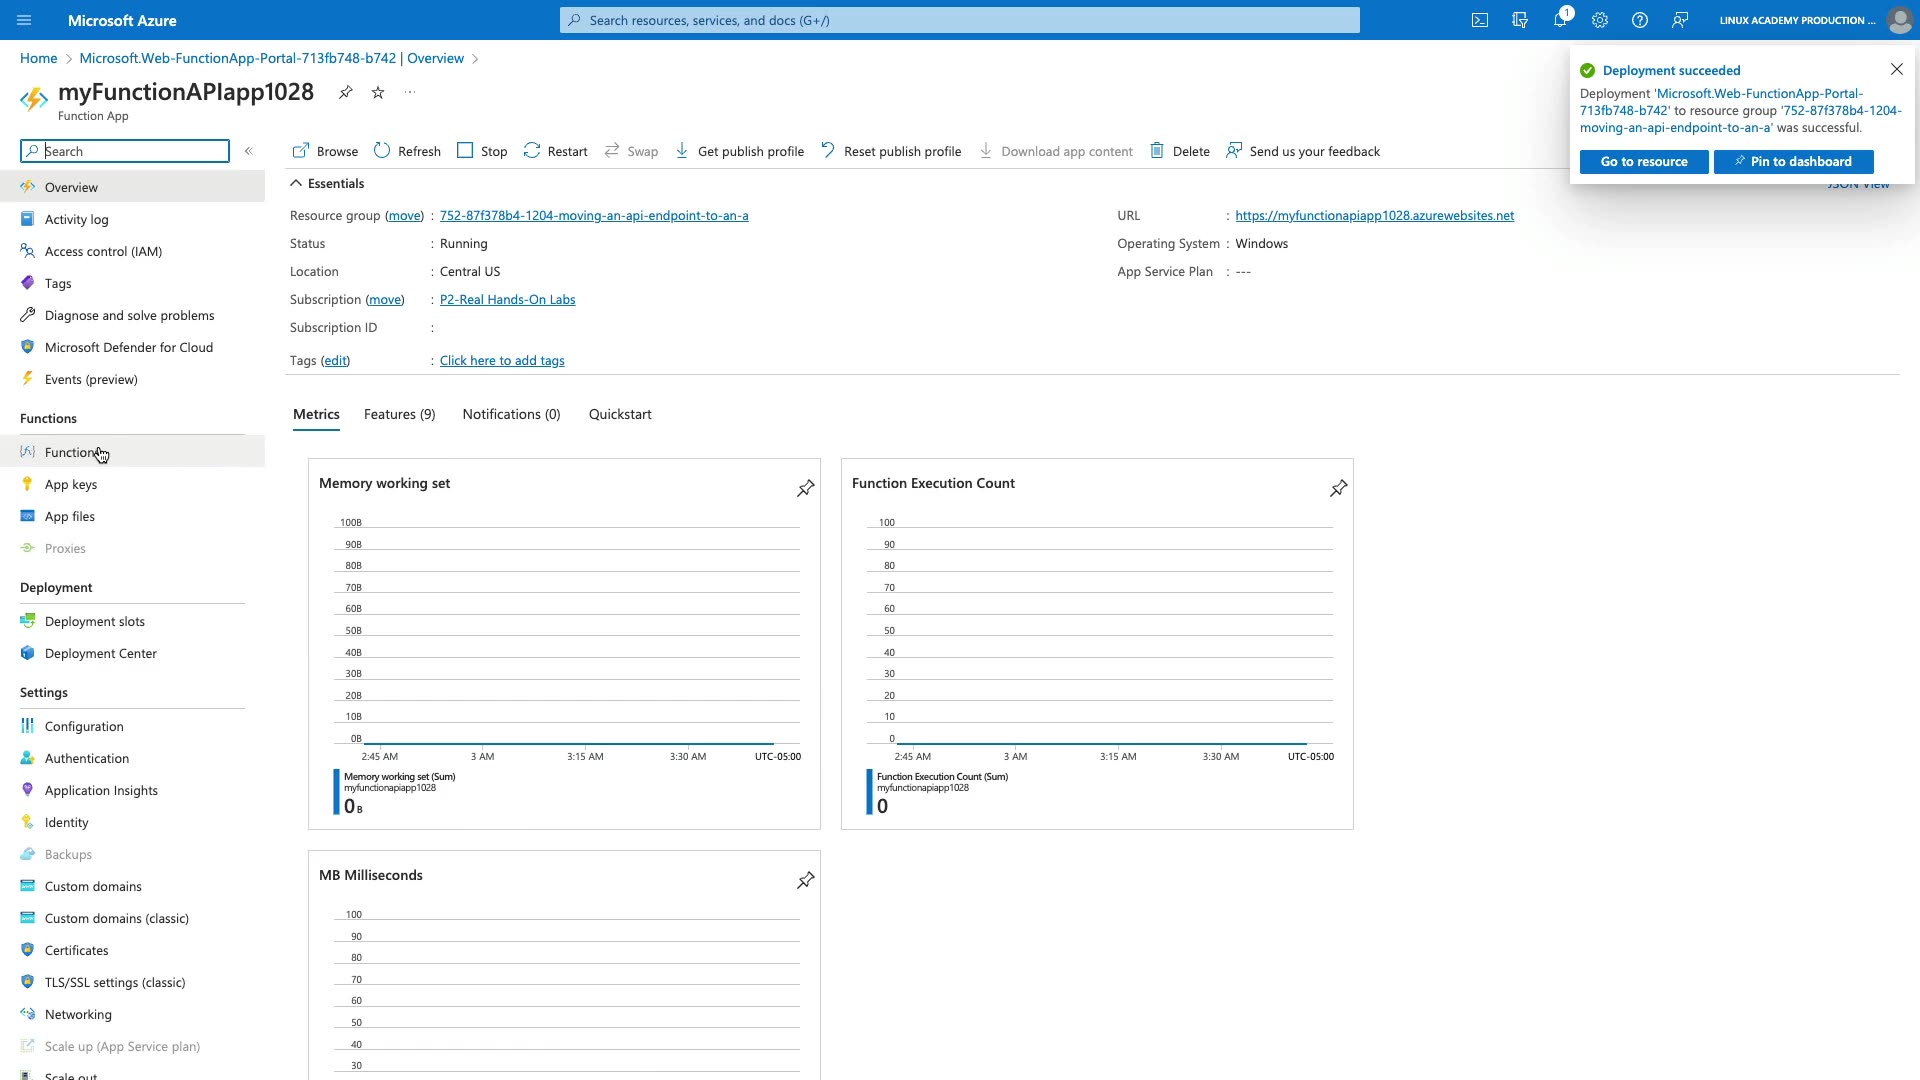 Microsoft Azure
Search resources, services, and docs (G+/)
1
LINUX ACADEMY PRODUCTION ...
Home > Microsoft.Web-FunctionApp-Portal-713fb748-b742 | Overview >
myFunctionAPIapp1028
Function App
Deployment succeeded
Deployment 'Microsoft.Web-FunctionApp-Portal-
713fb748-b742' to resource group '752-87f378b4-1204-
moving-an-api-endpoint-to-an-a' was successful.
Go to resource
Pin to dashboard
Search
Overview
Activity log
Access control (IAM)
Tags
Diagnose and solve problems
Microsoft Defender for Cloud
Events (preview)
Functions
Functions
App keys
App files
Proxies
Deployment
Deployment slots
Deployment Center
Settings
Configuration
Authentication
Application Insights
Identity
Backups
Custom domains
Custom domains (classic)
Certificates
TLS/SSL settings (classic)
Networking
Scale up (App Service plan)
Scale out
Browse Refresh Stop Restart Swap Get publish profile Reset publish profile Download app content Delete Send us your feedback
Essentials
JSON View
Resource group (move) : 752-87f378b4-1204-moving-an-api-endpoint-to-an-a
Status : Running
Location : Central US
Subscription (move) : P2-Real Hands-On Labs
Subscription ID :
Tags (edit) : Click here to add tags
URL : https://myfunctionapiapp1028.azurewebsites.net
Operating System : Windows
App Service Plan : ---
Metrics Features (9) Notifications (0) Quickstart
Memory working set
100B
90B
80B
70B
60B
50B
40B
30B
20B
10B
0B
2:45 AM 3 AM 3:15 AM 3:30 AM UTC-05:00
Memory working set (Sum)
myfunctionapiapp1028
0 B
Function Execution Count
100
90
80
70
60
50
40
30
20
10
0
2:45 AM 3 AM 3:15 AM 3:30 AM UTC-05:00
Function Execution Count (Sum)
myfunctionapiapp1028
0
MB Milliseconds
100
90
80
70
60
50
40
30